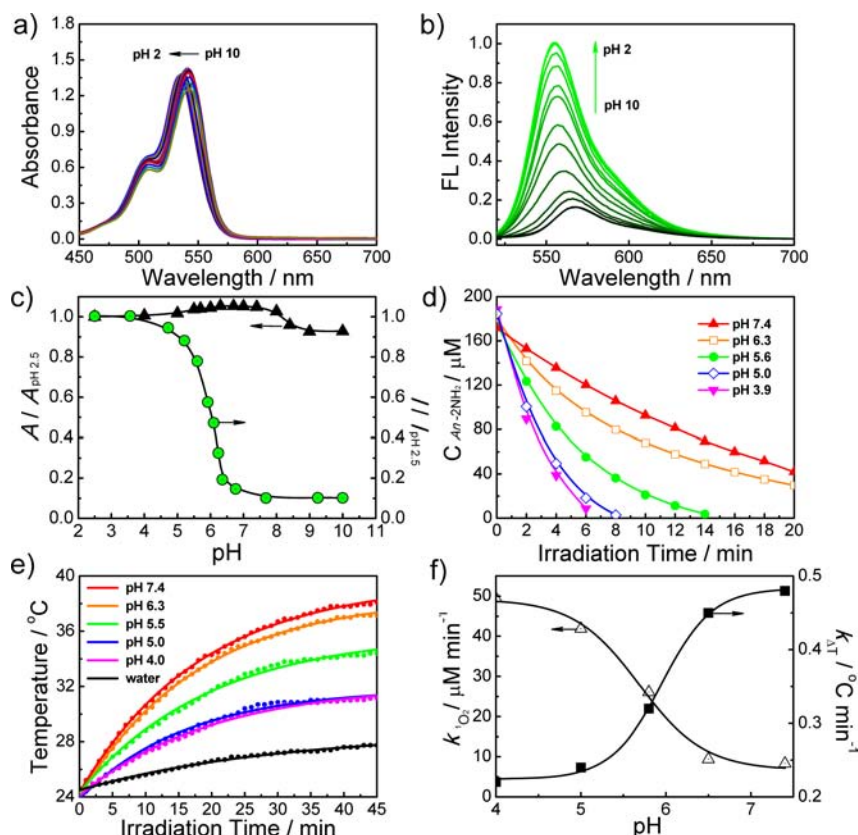 a)
1.8
1.5
1.2
0.9
0.6
0.3
0.0
Absorbance
pH 2 ← pH 10
450 500 550 600 650 700
Wavelength / nm
b)
1.0
0.8
0.6
0.4
0.2
0.0
FL Intensity
pH 2
pH 10
550 600 650 700
Wavelength / nm
c)
1.0
0.8
0.6
0.4
0.2
0.0
A / A pH 2.5
1.0
0.8
0.6
0.4
0.2
0.0
I / I pH 2.5
2 3 4 5 6 7 8 9 10 11
pH
d)
200
160
120
80
40
0
C An-2NH₂ / μM
pH 7.4
pH 6.3
pH 5.6
pH 5.0
pH 3.9
0 2 4 6 8 10 12 14 16 18 20
Irradiation Time / min
e)
40
36
32
28
24
Temperature / °C
pH 7.4
pH 6.3
pH 5.5
pH 5.0
pH 4.0
water
0 5 10 15 20 25 30 35 40 45
Irradiation Time / min
f)
50
40
30
20
10
0
k ¹O₂ / μM min⁻¹
0.5
0.4
0.3
0.2
k ΔT / °C min⁻¹
4 5 6 7
pH